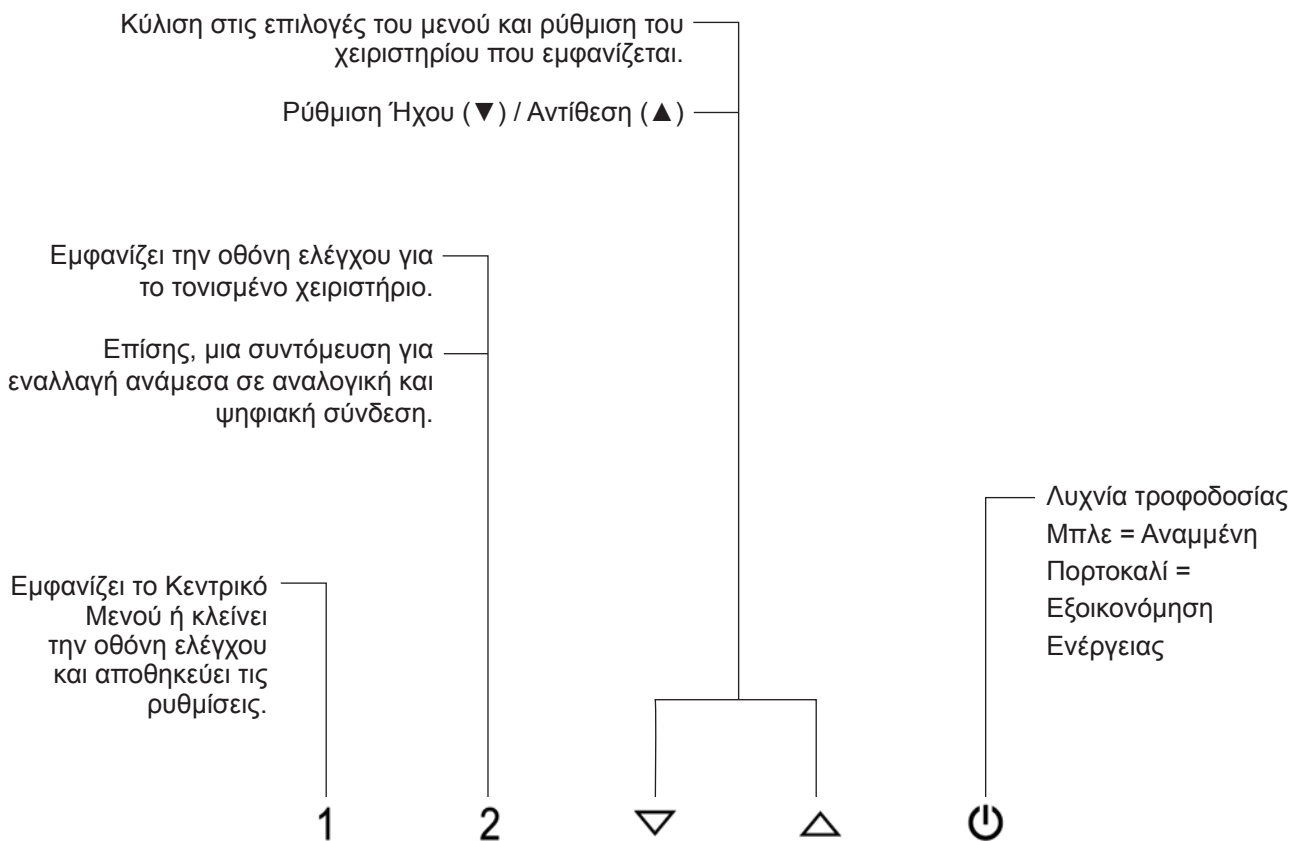 Κύλιση στις επιλογές του μενού και ρύθμιση του
χειριστηρίου που εμφανίζεται.
Ρύθμιση Ήχου (▼) / Αντίθεση (▲)
Εμφανίζει την οθόνη ελέγχου για
το τονισμένο χειριστήριο.
Επίσης, μια συντόμευση για
εναλλαγή ανάμεσα σε αναλογική και
ψηφιακή σύνδεση.
Λυχνία τροφοδοσίας
Μπλε = Αναμμένη
Πορτοκαλί =
Εξοικονόμηση
Ενέργειας
Εμφανίζει το Κεντρικό
Μενού ή κλείνει
την οθόνη ελέγχου
και αποθηκεύει τις
ρυθμίσεις.
1 2 ▽ △ ⏻